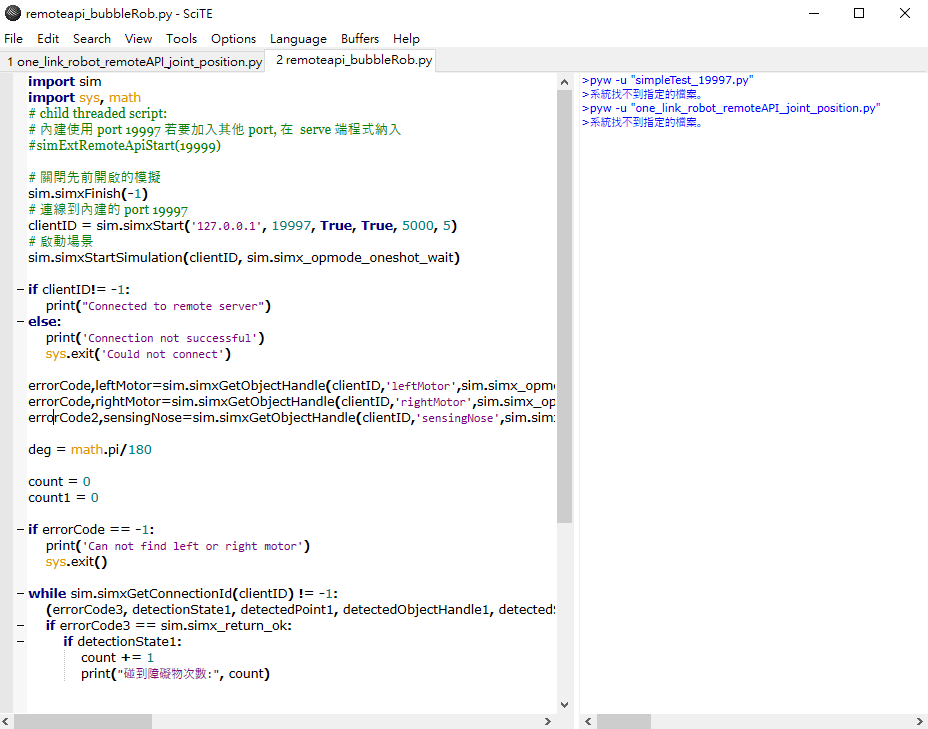 remoteapi_bubbleRob.py - SciTE
File Edit Search View Tools Options Language Buffers Help
1 one_link_robot_remoteAPI_joint_position.py 2 remoteapi_bubbleRob.py
import sim
import sys, math
# child threaded script:
# 內建使用 port 19997 若要加入其他 port, 在 serve 端程式納入
#simExtRemoteApiStart(19999)
# 關閉先前開啟的模擬
sim.simxFinish(-1)
# 連線到內建的 port 19997
clientID = sim.simxStart('127.0.0.1', 19997, True, True, 5000, 5)
# 啟動場景
sim.simxStartSimulation(clientID, sim.simx_opmode_oneshot_wait)
if clientID!= -1:
print("Connected to remote server")
else:
print('Connection not successful')
sys.exit('Could not connect')
errorCode,leftMotor=sim.simxGetObjectHandle(clientID,'leftMotor',sim.simx_opm
errorCode,rightMotor=sim.simxGetObjectHandle(clientID,'rightMotor',sim.simx_op
errorCode2,sensingNose=sim.simxGetObjectHandle(clientID,'sensingNose',sim.sim
deg = math.pi/180
count = 0
count1 = 0
if errorCode == -1:
print('Can not find left or right motor')
sys.exit()
while sim.simxGetConnectionId(clientID) != -1:
(errorCode3, detectionState1, detectedPoint1, detectedObjectHandle1, detected
if errorCode3 == sim.simx_return_ok:
if detectionState1:
count += 1
print("碰到障礙物次數:", count)
>pyw -u "simpleTest_19997.py"
>系統找不到指定的檔案。
>pyw -u "one_link_robot_remoteAPI_joint_position.py"
>系統找不到指定的檔案。